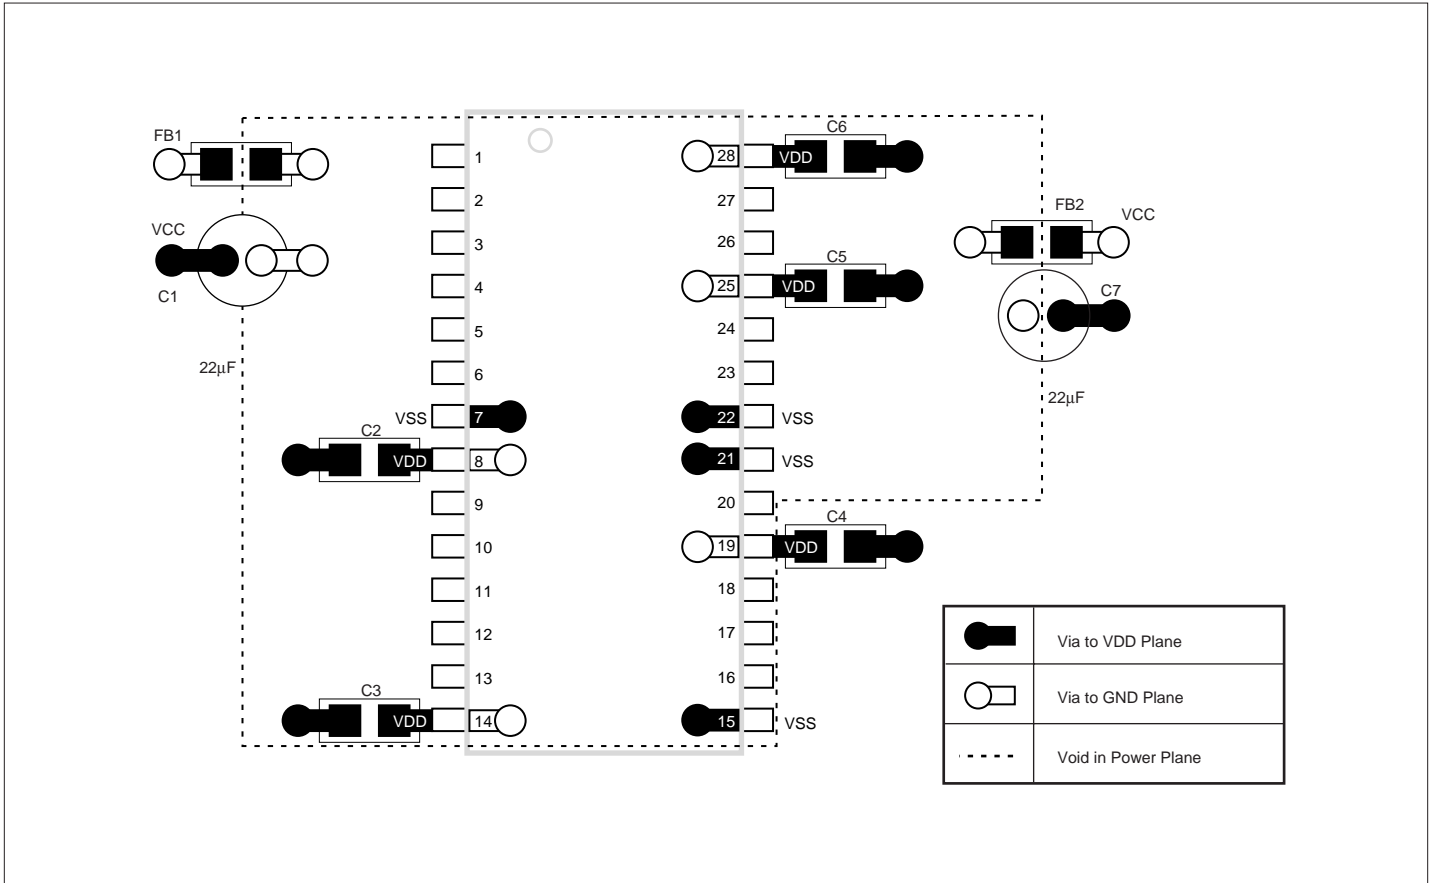 FB1
VCC
C1
22µF
1
2
3
4
5
6
VSS 7
C2
VDD 8
9
10
11
12
13
C3
VDD 14
C6
28 VDD
27
26
C5
25 VDD
24
23
22 VSS
21 VSS
20
C4
19 VDD
18
17
16
15 VSS
FB2
VCC
C7
22µF
Via to VDD Plane
Via to GND Plane
Void in Power Plane